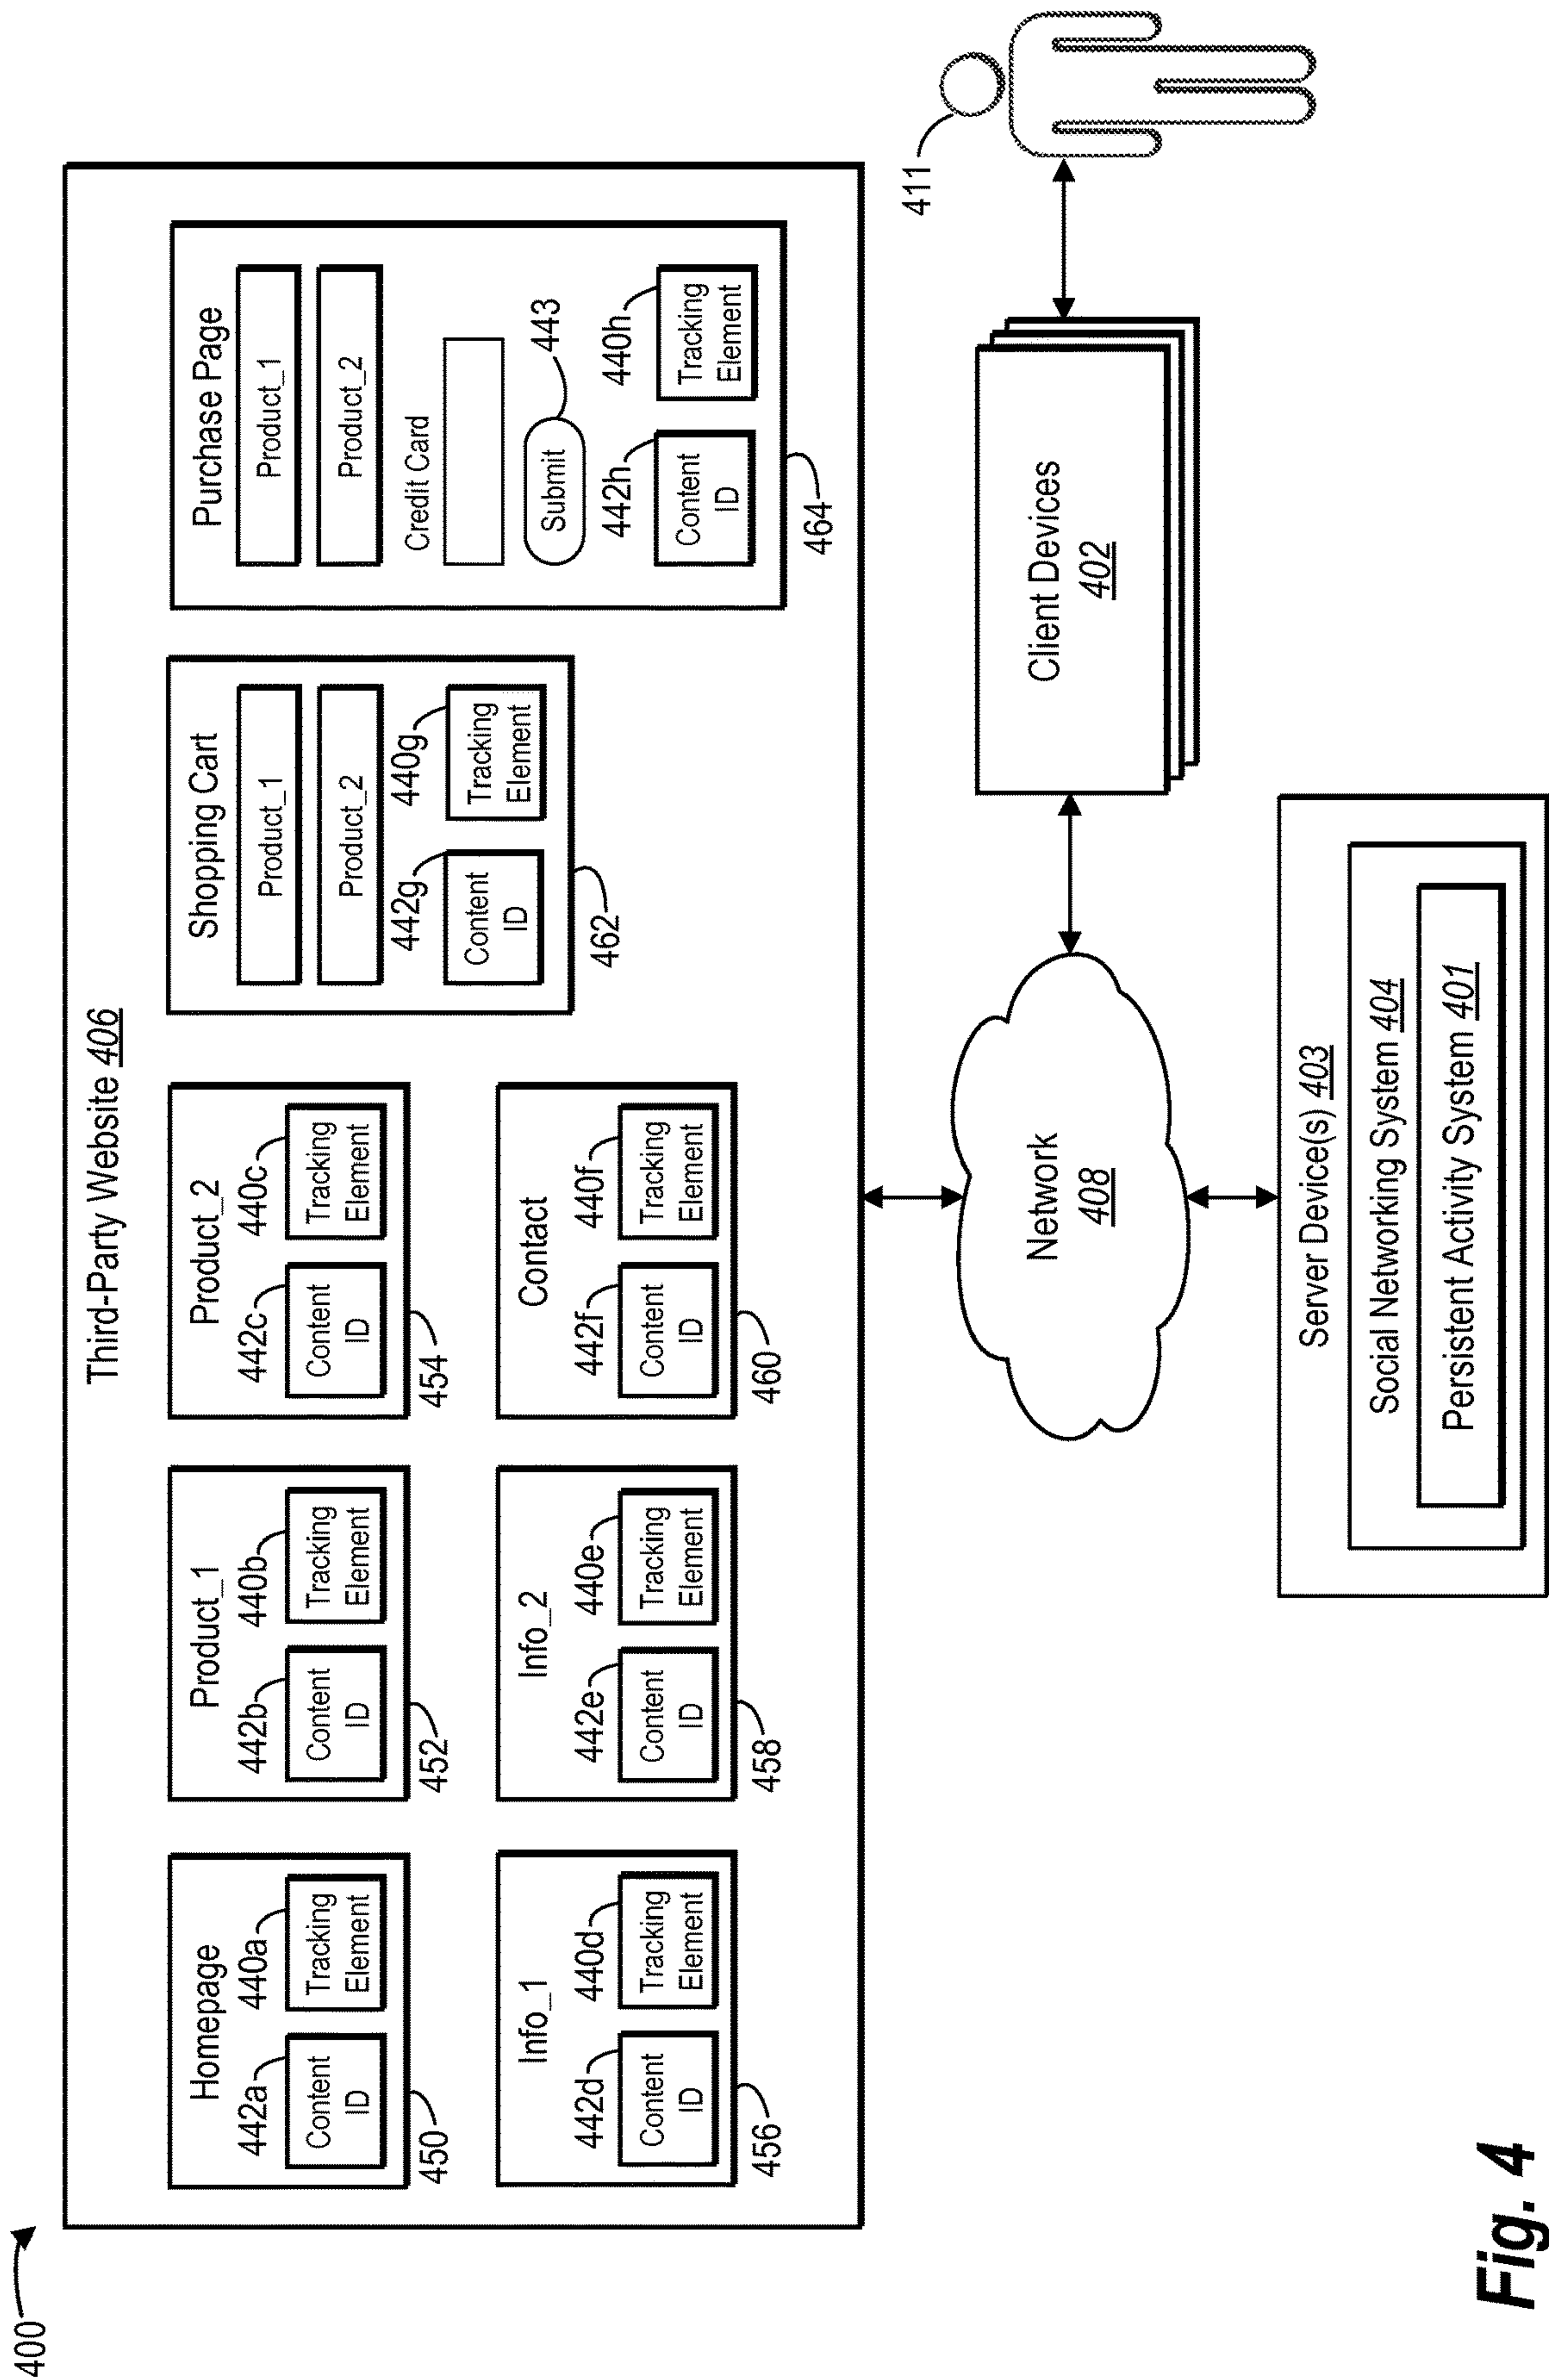 400
Third-Party Website 406
Homepage
442a
440a
Content
ID
Tracking
Element
450
Product_1
442b
440b
Content
ID
Tracking
Element
452
Product_2
442c
440c
Content
ID
Tracking
Element
454
Info_1
442d
440d
Content
ID
Tracking
Element
456
Info_2
442e
440e
Content
ID
Tracking
Element
458
Contact
442f
440f
Content
ID
Tracking
Element
460
Shopping Cart
Product_1
Product_2
442g
440g
Content
ID
Tracking
Element
462
Purchase Page
Product_1
Product_2
Credit Card
Submit
443
442h
440h
Content
ID
Tracking
Element
464
Network
408
Client Devices
402
411
Server Device(s) 403
Social Networking System 404
Persistent Activity System 401
Fig. 4